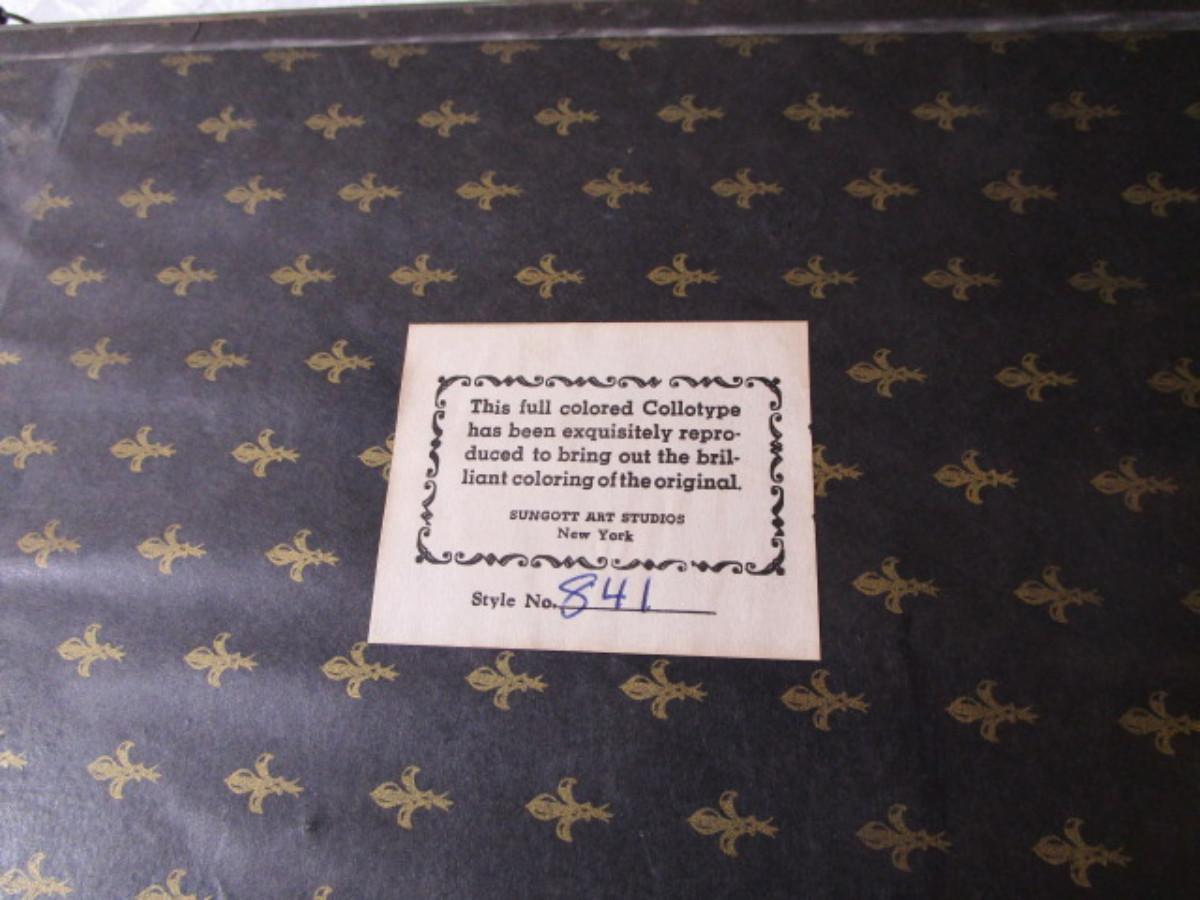 This full colored Collotype
has been exquisitely repro-
duced to bring out the bril-
liant coloring of the original.
SUNGOTT ART STUDIOS
New York
Style No. 841